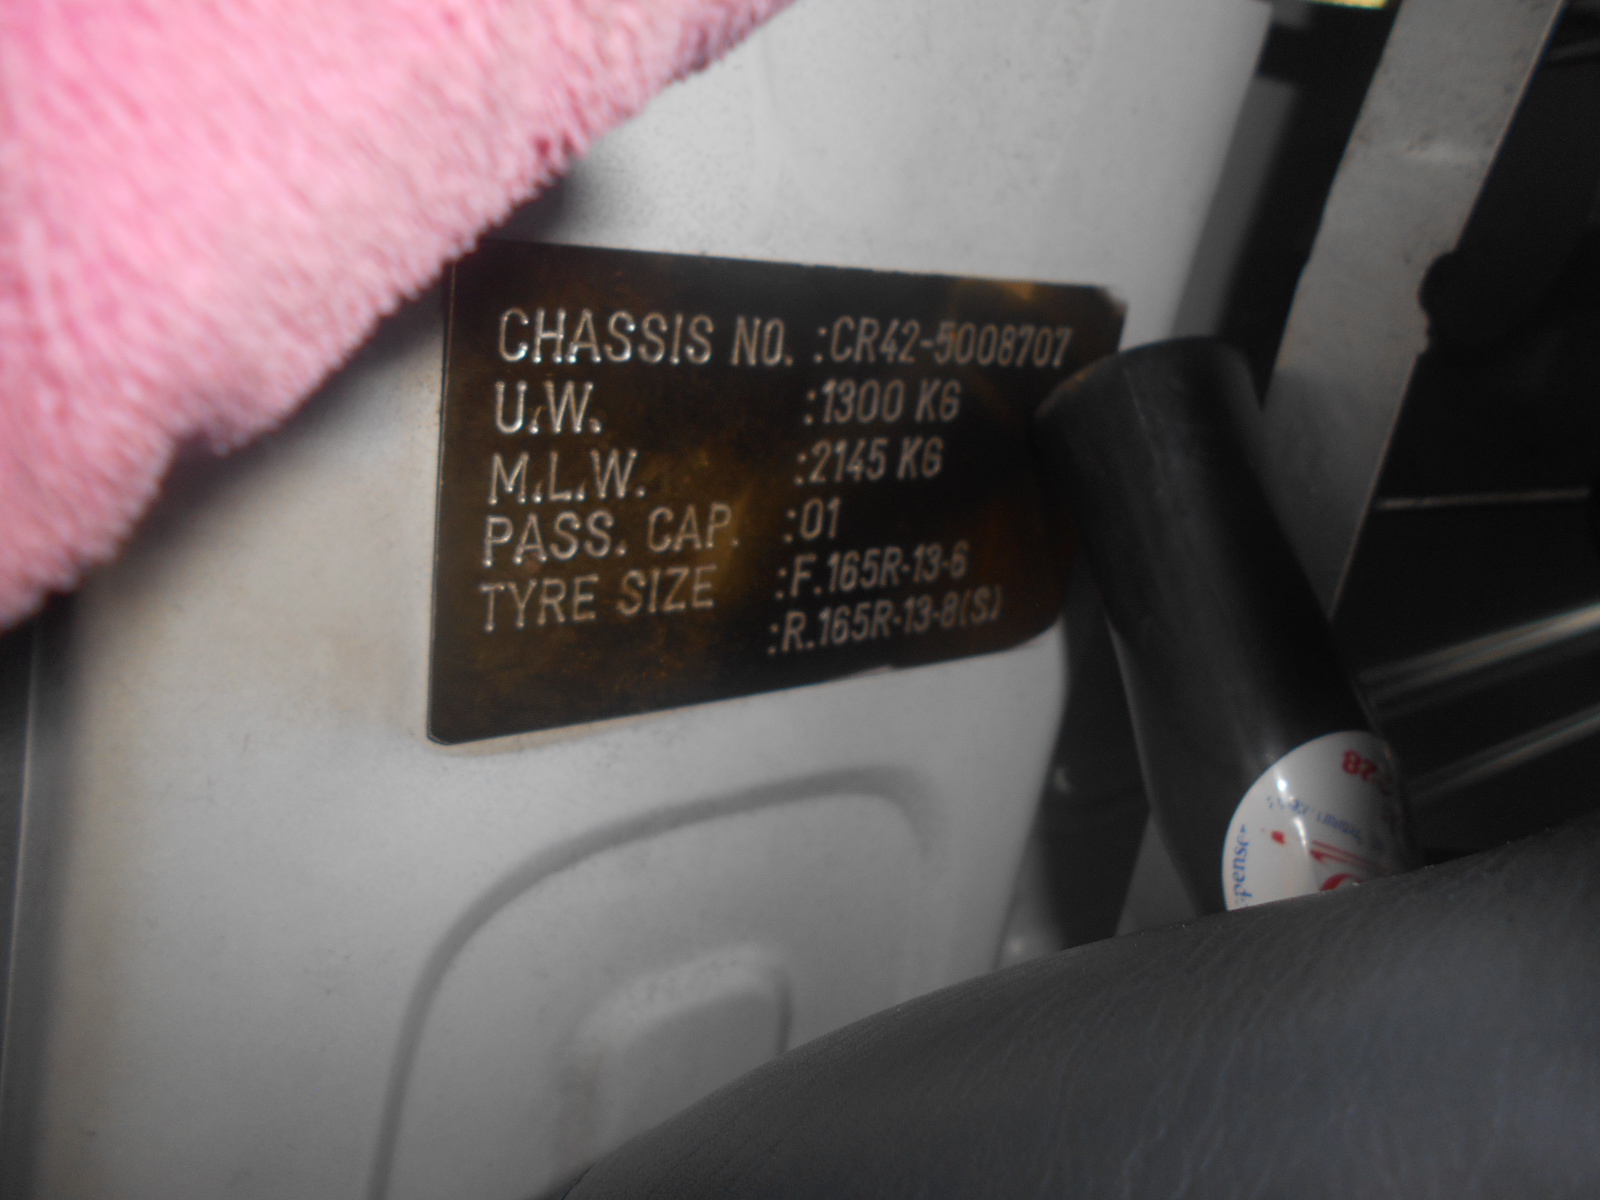 CHASSIS NO. :CR42-5008707
U.W. :1300 KG
M.L.W. :2145 KG
PASS. CAP. :01
TYRE SIZE :F.165R-13-6
:R.165R-13-8(S)
28